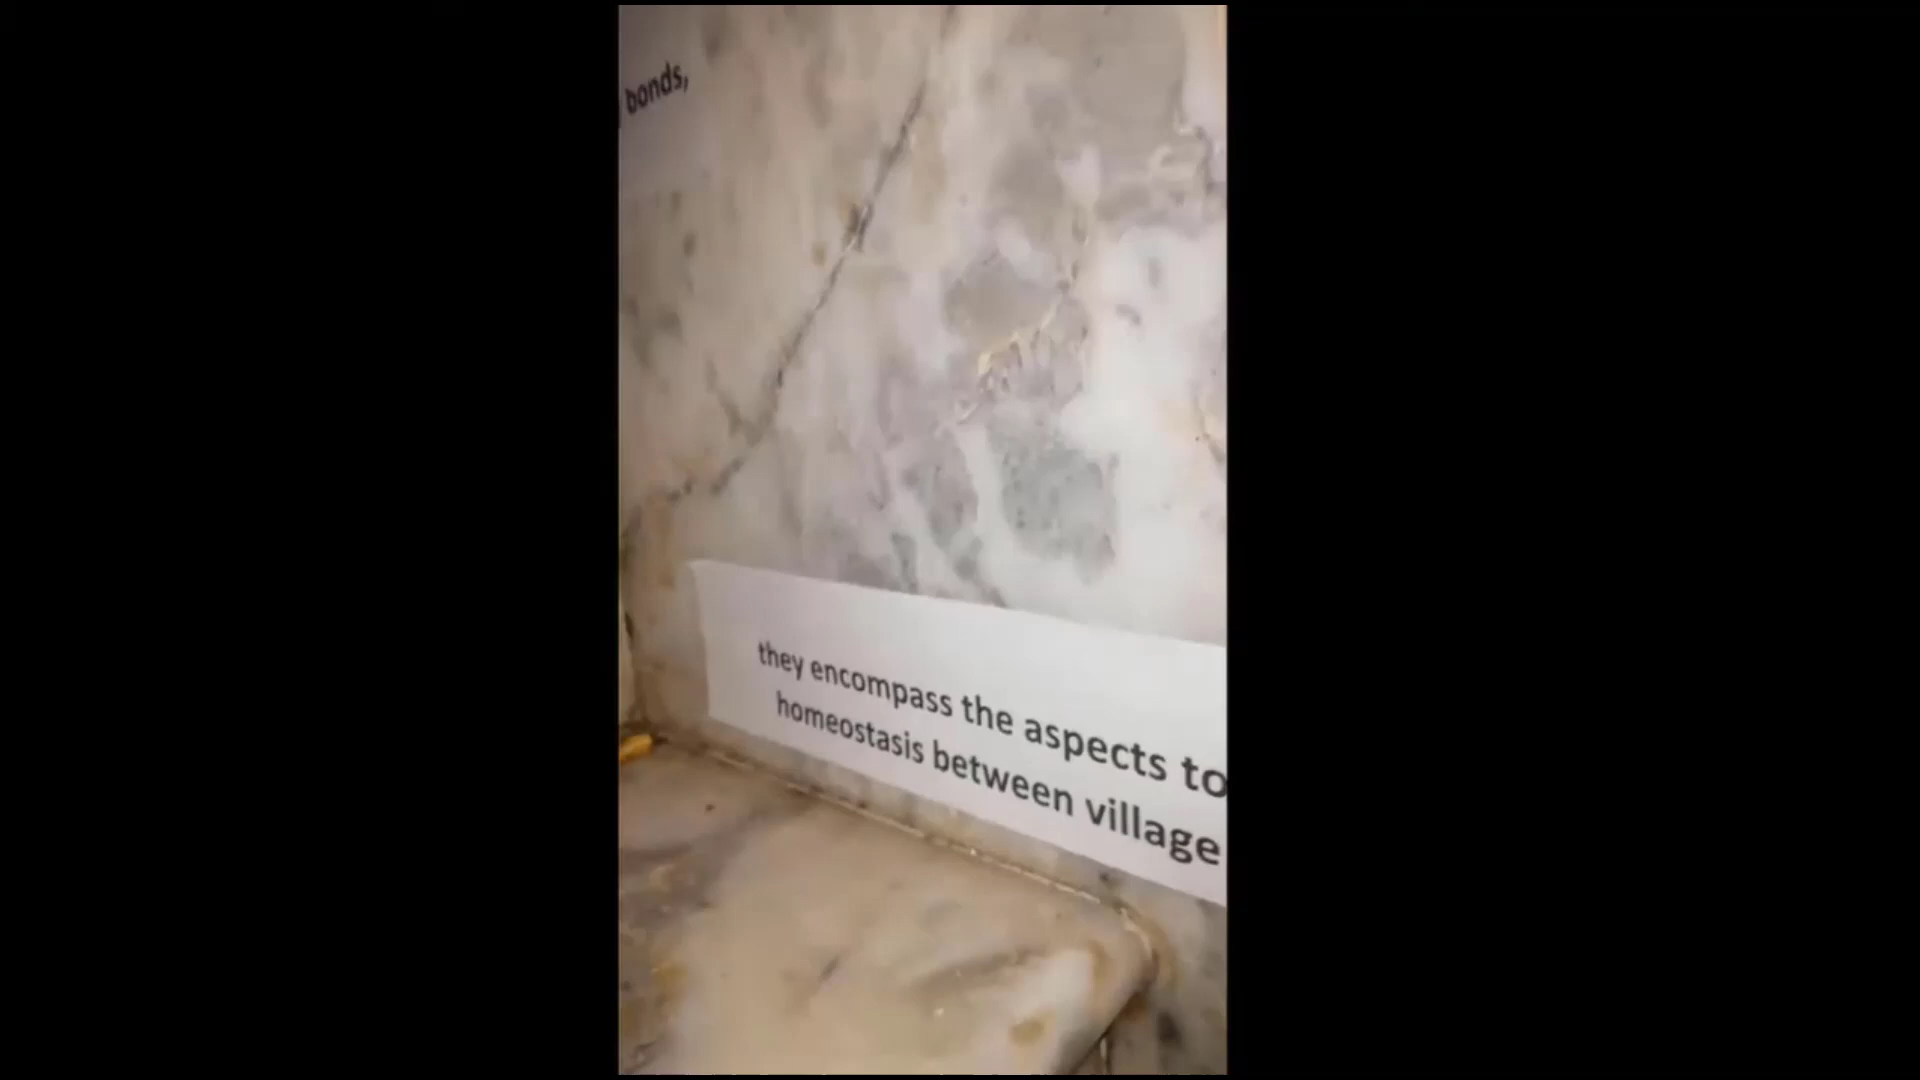 bonds,
they encompass the aspects to
homeostasis between village